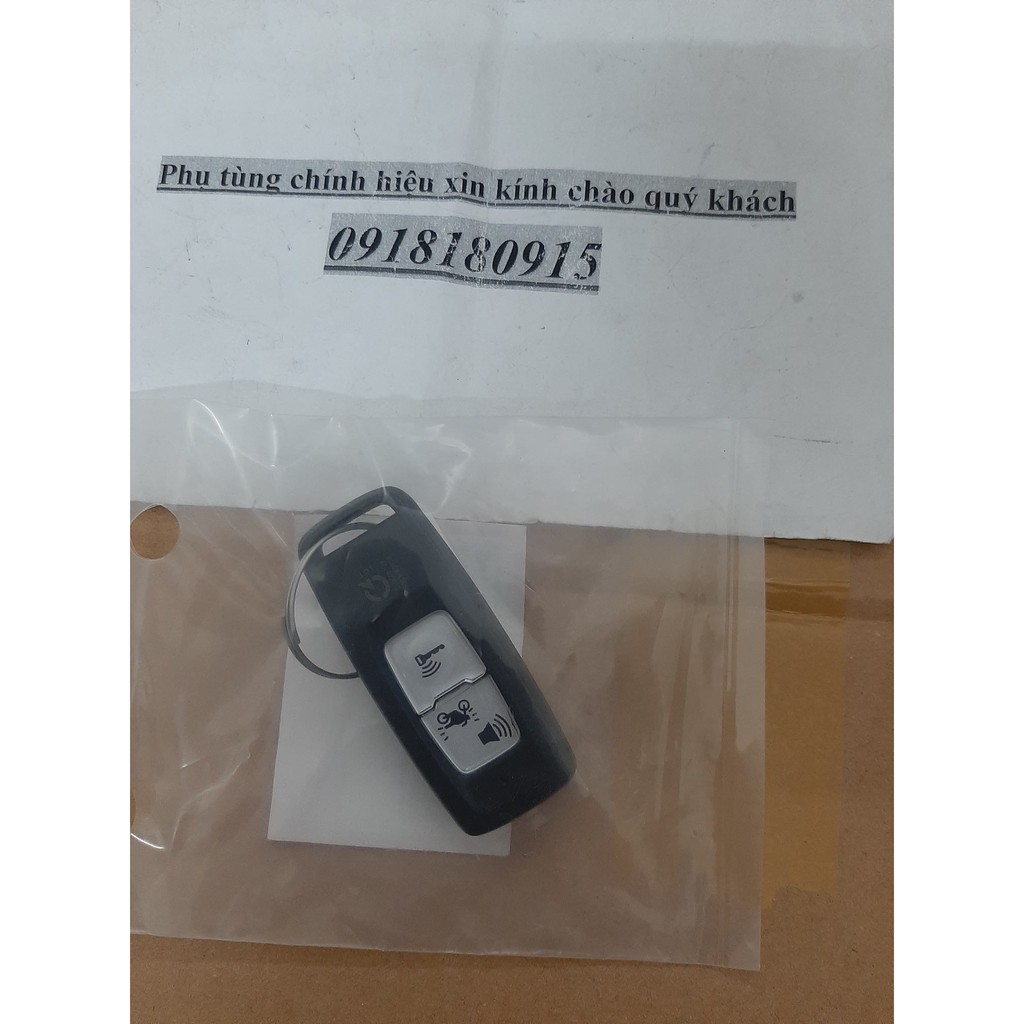 Phụ tùng chính hiệu xin kính chào quý khách
0918180915